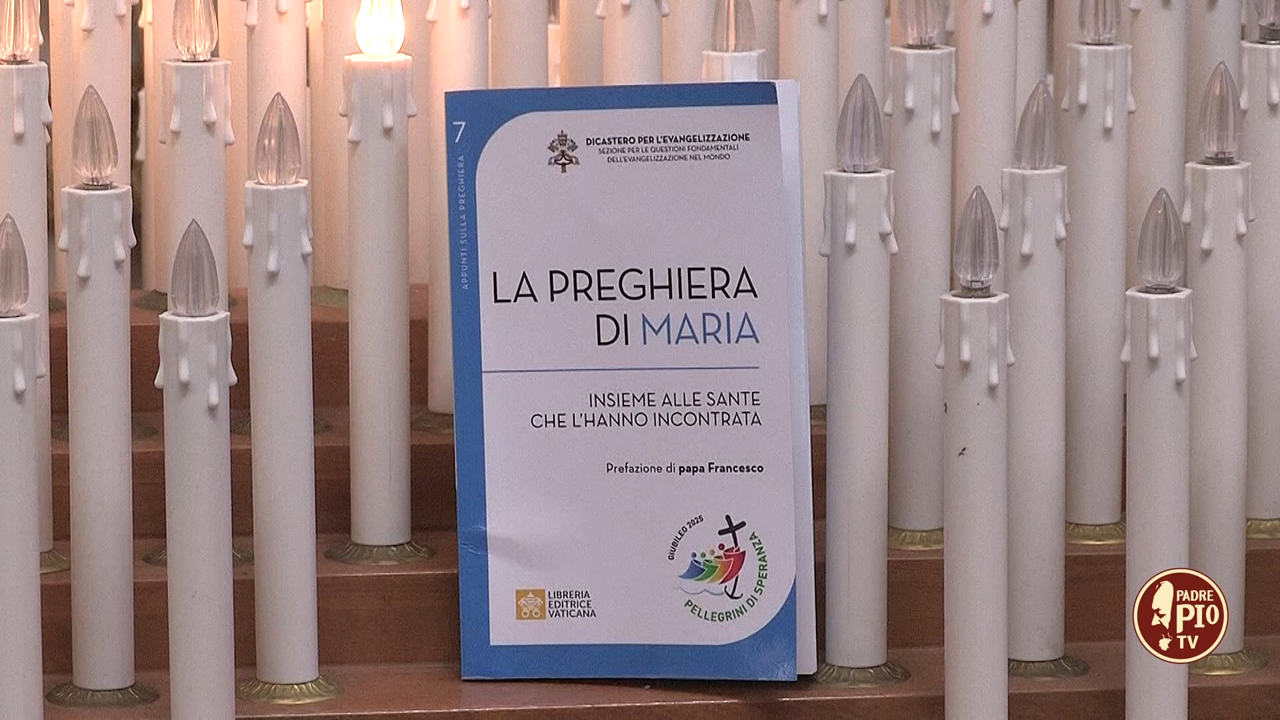 7
APPUNTI SULLA PREGHIERA
DICASTERO PER L'EVANGELIZZAZIONE
SEZIONE PER LE QUESTIONI FONDAMENTALI
DELL'EVANGELIZZAZIONE NEL MONDO
LA PREGHIERA
DI MARIA
INSIEME ALLE SANTE
CHE L'HANNO INCONTRATA
Prefazione di papa Francesco
GIUBILEO 2025
PELLEGRINI DI SPERANZA
LIBRERIA
EDITRICE
VATICANA
PADRE
PIO
TV